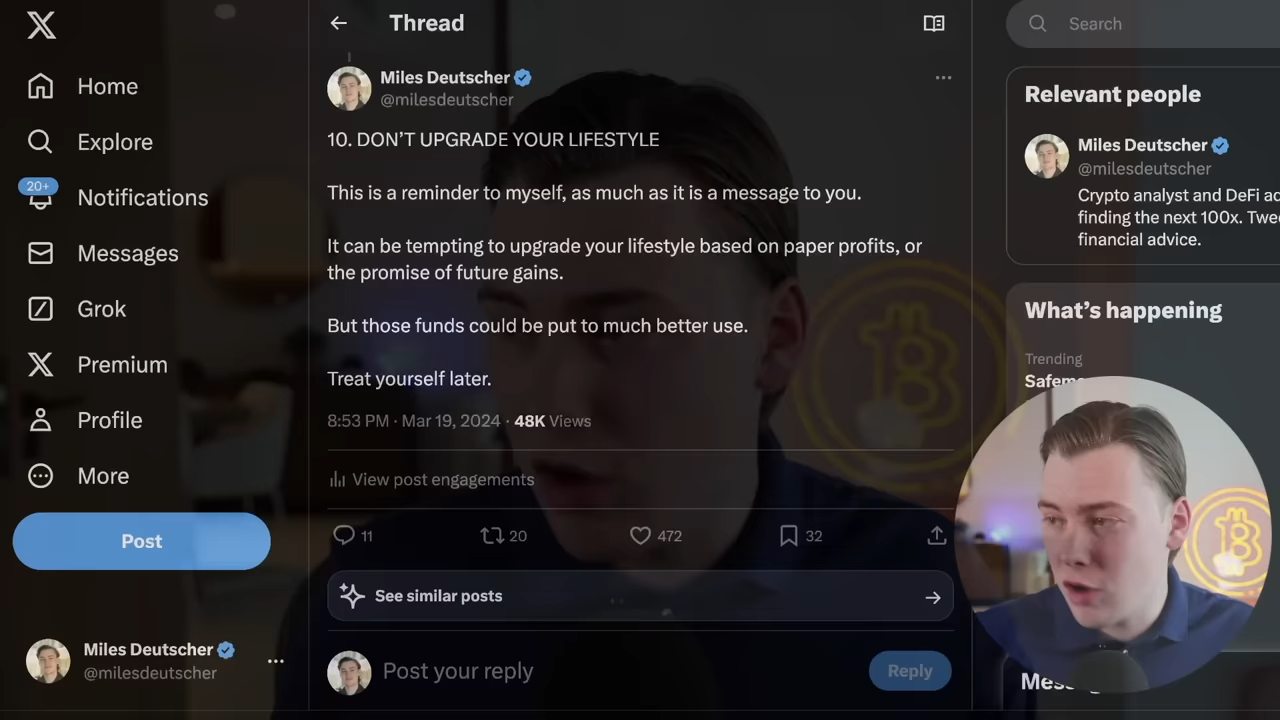 Home
Explore
20+
Notifications
Messages
Grok
Premium
Profile
More
Post
Miles Deutscher
@milesdeutscher
Thread
Miles Deutscher
@milesdeutscher
10. DON’T UPGRADE YOUR LIFESTYLE
This is a reminder to myself, as much as it is a message to you.
It can be tempting to upgrade your lifestyle based on paper profits, or
the promise of future gains.
But those funds could be put to much better use.
Treat yourself later.
8:53 PM · Mar 19, 2024 · 48K Views
View post engagements
11 20 472 32
See similar posts
Post your reply
Reply
Search
Relevant people
Miles Deutscher
@milesdeutscher
Crypto analyst and DeFi
finding the next 100x.
financial advice.
What’s happening
Trending